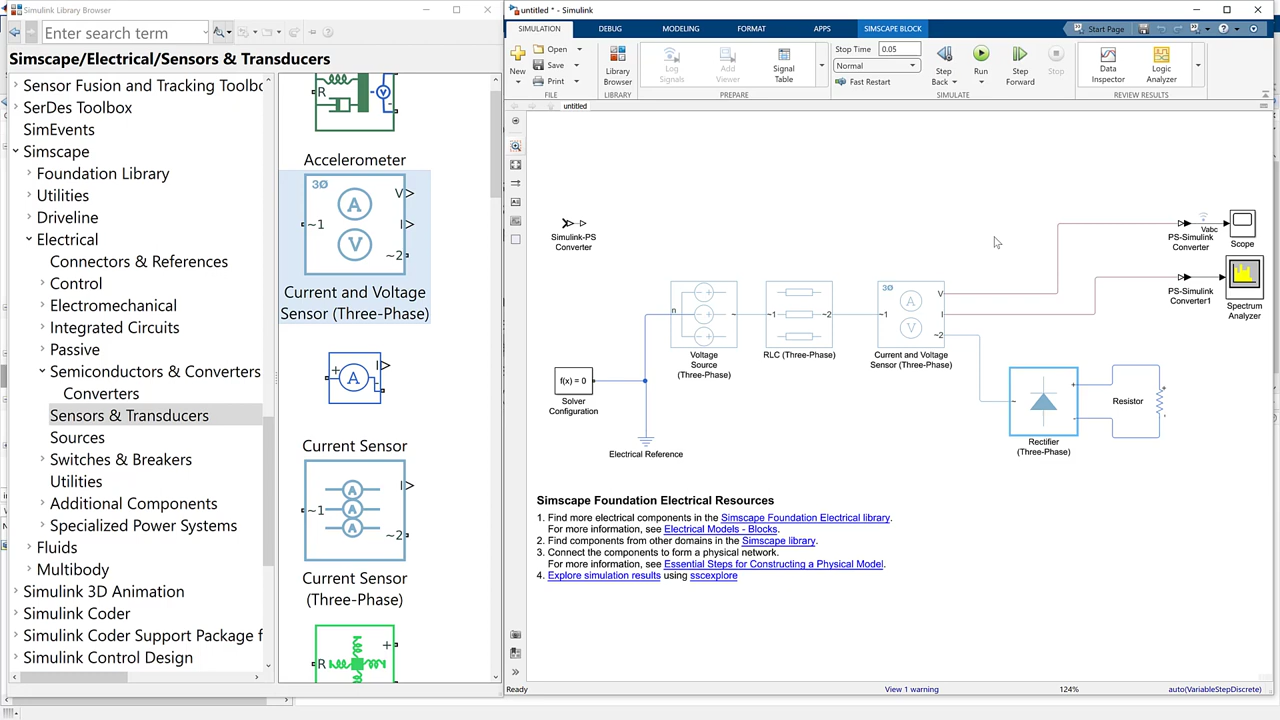 Simulink Library Browser
Enter search term
Simscape/Electrical/Sensors & Transducers
Sensor Fusion and Tracking Toolbo
SerDes Toolbox
SimEvents
Simscape
Foundation Library
Utilities
Driveline
Electrical
Connectors & References
Control
Electromechanical
Integrated Circuits
Passive
Semiconductors & Converters
Converters
Sensors & Transducers
Sources
Switches & Breakers
Utilities
Additional Components
Specialized Power Systems
Fluids
Multibody
Simulink 3D Animation
Simulink Coder
Simulink Coder Support Package f
Simulink Control Design
R
V
Accelerometer
3Ø
A
V
V
I
~1
~2
Current and Voltage
Sensor (Three-Phase)
+
A
I
Current Sensor
A
A
A
I
~1
~2
Current Sensor
(Three-Phase)
R
+
untitled * - Simulink
SIMULATION
DEBUG
MODELING
FORMAT
APPS
SIMSCAPE BLOCK
Start Page
New
Open
Save
Print
FILE
Library
Browser
LIBRARY
Log
Signals
Add
Viewer
Signal
Table
PREPARE
Stop Time 0.05
Normal
Fast Restart
Step
Back
Run
Step
Forward
Stop
SIMULATE
Data
Inspector
Logic
Analyzer
REVIEW RESULTS
untitled
Simulink-PS
Converter
PS-Simulink
Converter
Vabc
Scope
PS-Simulink
Converter1
Spectrum
Analyzer
n
~
Voltage
Source
(Three-Phase)
~1
~2
RLC (Three-Phase)
3Ø
A
V
~1
V
I
~2
Current and Voltage
Sensor (Three-Phase)
f(x) = 0
Solver
Configuration
Electrical Reference
~
+
-
Rectifier
(Three-Phase)
Resistor
+
-
Simscape Foundation Electrical Resources
1. Find more electrical components in the Simscape Foundation Electrical library.
For more information, see Electrical Models - Blocks.
2. Find components from other domains in the Simscape library.
3. Connect the components to form a physical network.
For more information, see Essential Steps for Constructing a Physical Model.
4. Explore simulation results using sscexplore
Ready
View 1 warning
124%
auto(VariableStepDiscrete)